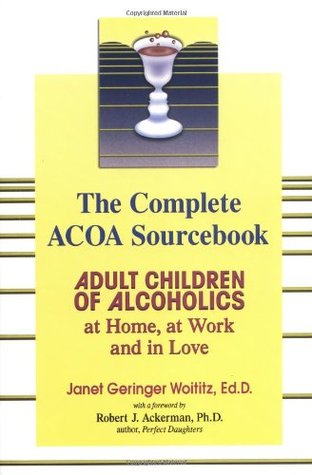 The Complete
ACOA Sourcebook
ADULT CHILDREN
OF ALCOHOLICS
at Home, at Work
and in Love
Janet Geringer Woititz, Ed.D.
with a foreword by
Robert J. Ackerman, Ph.D.
author, Perfect Daughters